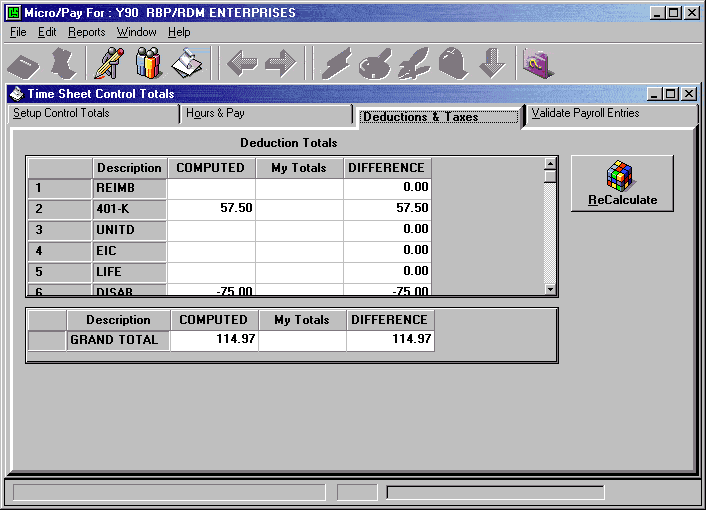 Micro/Pay For : Y90 RBP/RDM ENTERPRISES
File Edit Reports Window Help
Time Sheet Control Totals
Setup Control Totals Hours & Pay Deductions & Taxes Validate Payroll Entries
Deduction Totals
Description COMPUTED My Totals DIFFERENCE
1 REIMB 0.00
2 401-K 57.50 57.50
3 UNITD 0.00
4 EIC 0.00
5 LIFE 0.00
6 DISAB -75.00 -75.00
ReCalculate
Description COMPUTED My Totals DIFFERENCE
GRAND TOTAL 114.97 114.97